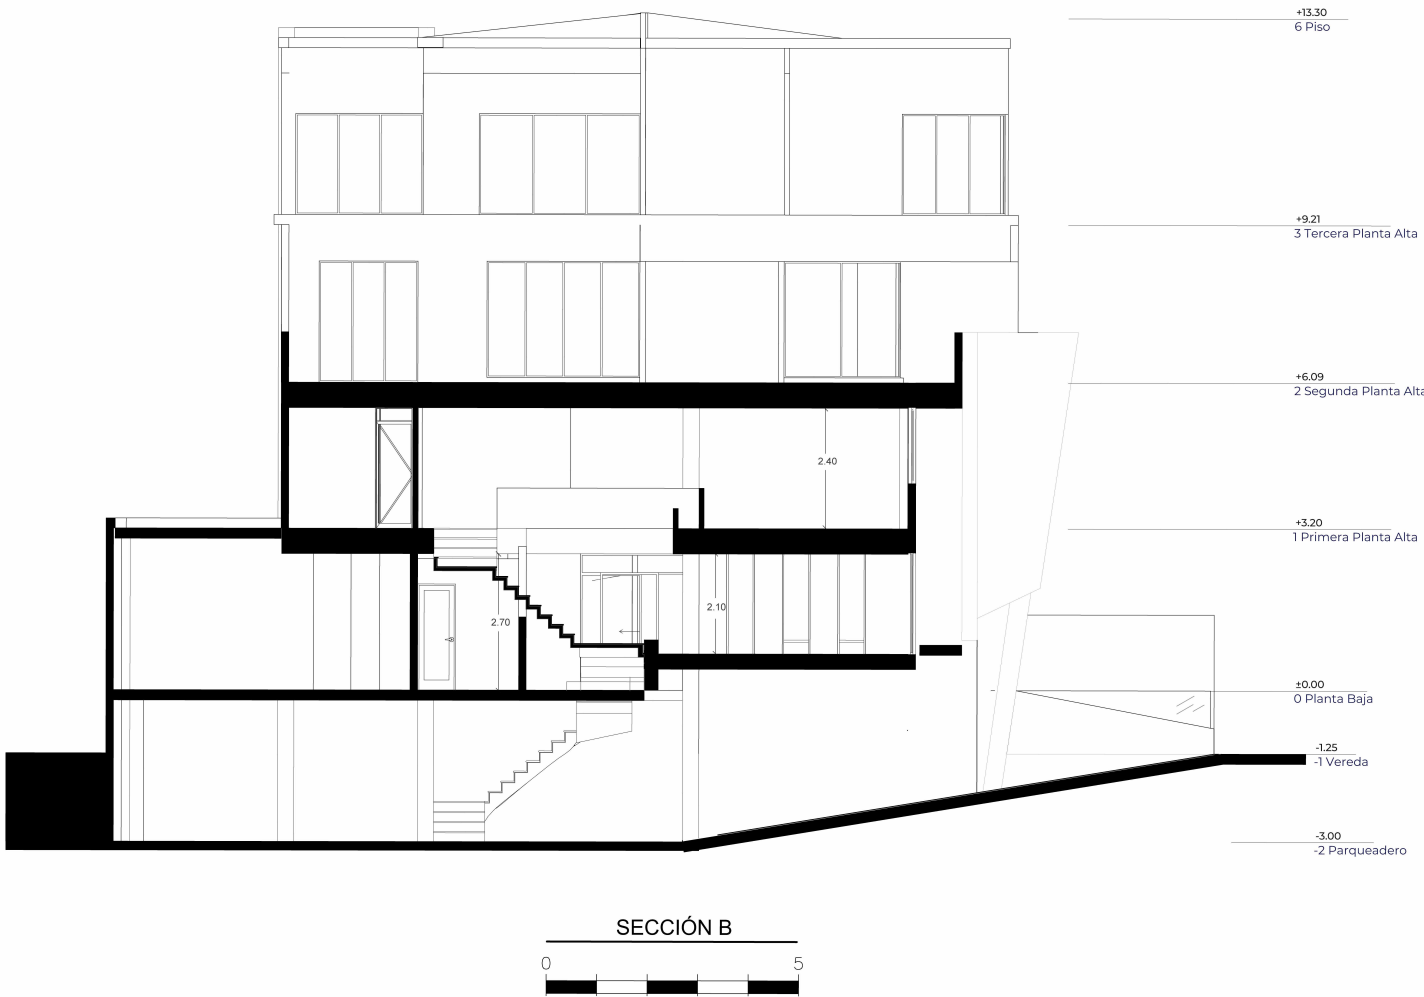 +13.30
6 Piso
+9.21
3 Tercera Planta Alta
+6.09
2 Segunda Planta Alta
2.40
+3.20
1 Primera Planta Alta
2.10
2.70
±0.00
0 Planta Baja
-1.25
-1 Vereda
-3.00
-2 Parqueadero
SECCIÓN B
0 5